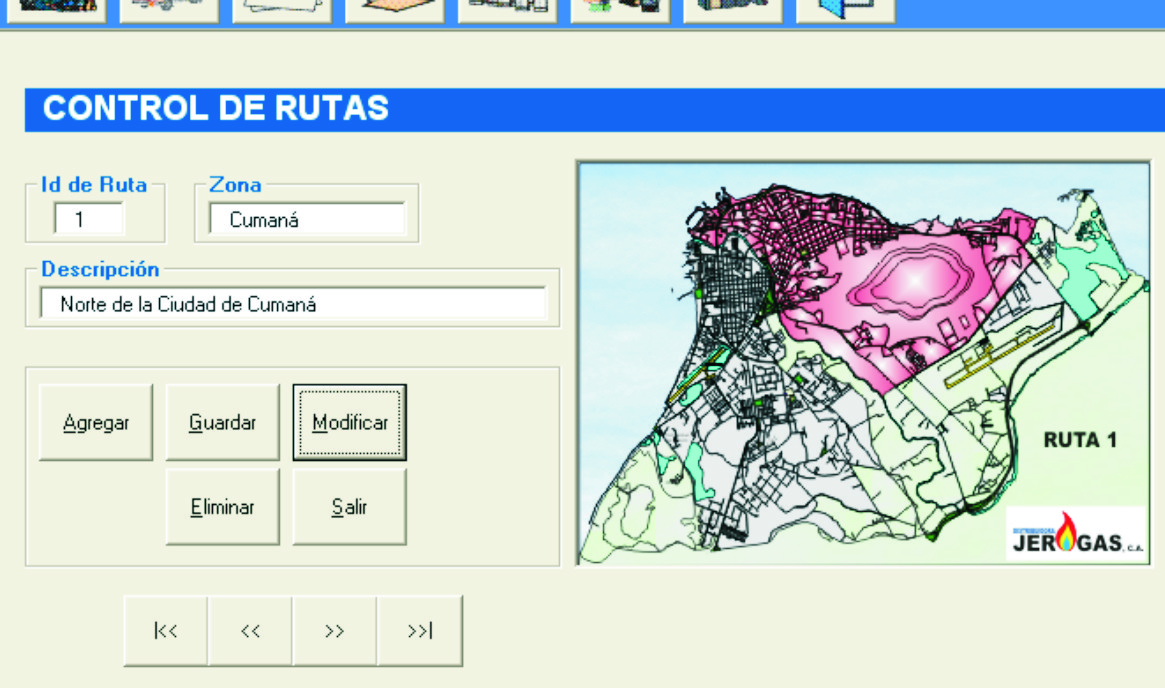 CONTROL DE RUTAS
Id de Ruta
1
Zona
Cumaná
Descripción
Norte de la Ciudad de Cumaná
Agregar
Guardar
Modificar
Eliminar
Salir
|<<
<<
>>
>>|
RUTA 1
DISTRIBUIDORA
JEROGAS, C.A.